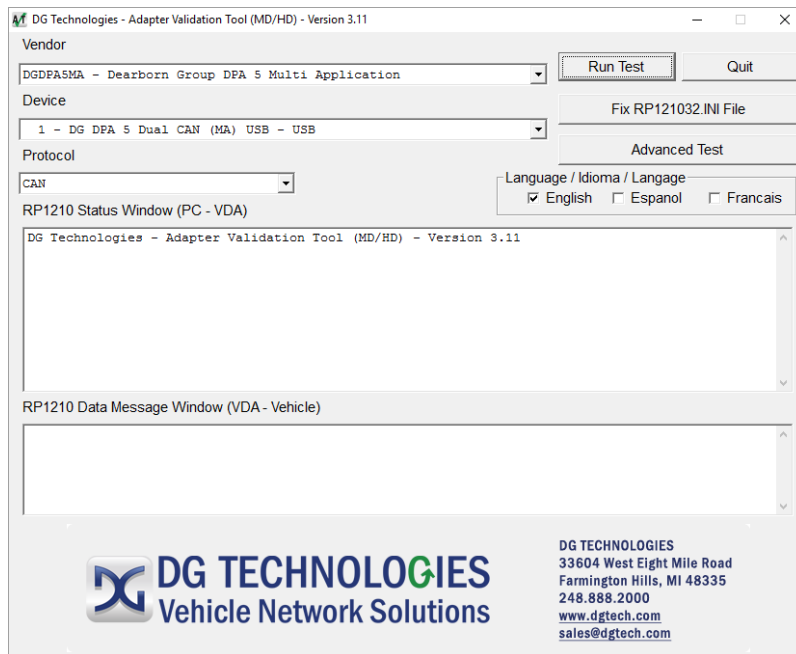 DG Technologies - Adapter Validation Tool (MD/HD) - Version 3.11
Vendor
DGDPA5MA - Dearborn Group DPA 5 Multi Application
Run Test
Quit
Device
Fix RP121032.INI File
1 - DG DPA 5 Dual CAN (MA) USB - USB
Advanced Test
Protocol
Language / Idioma / Langage
CAN
English
Espanol
Francais
RP1210 Status Window (PC - VDA)
DG Technologies - Adapter Validation Tool (MD/HD) - Version 3.11
RP1210 Data Message Window (VDA - Vehicle)
DG TECHNOLOGIES
Vehicle Network Solutions
DG TECHNOLOGIES
33604 West Eight Mile Road
Farmington Hills, MI 48335
248.888.2000
www.dgtech.com
sales@dgtech.com